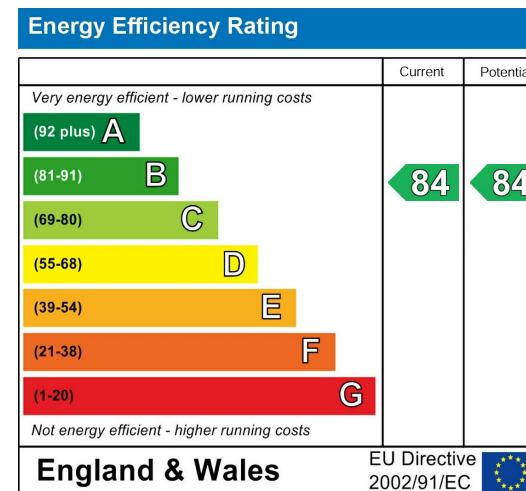 Energy Efficiency Rating
Current Potentia
Very energy efficient - lower running costs
(92 plus) A
(81-91) B 84 84
(69-80) C
(55-68) D
(39-54) E
(21-38) F
(1-20) G
Not energy efficient - higher running costs
England & Wales
EU Directive
2002/91/EC